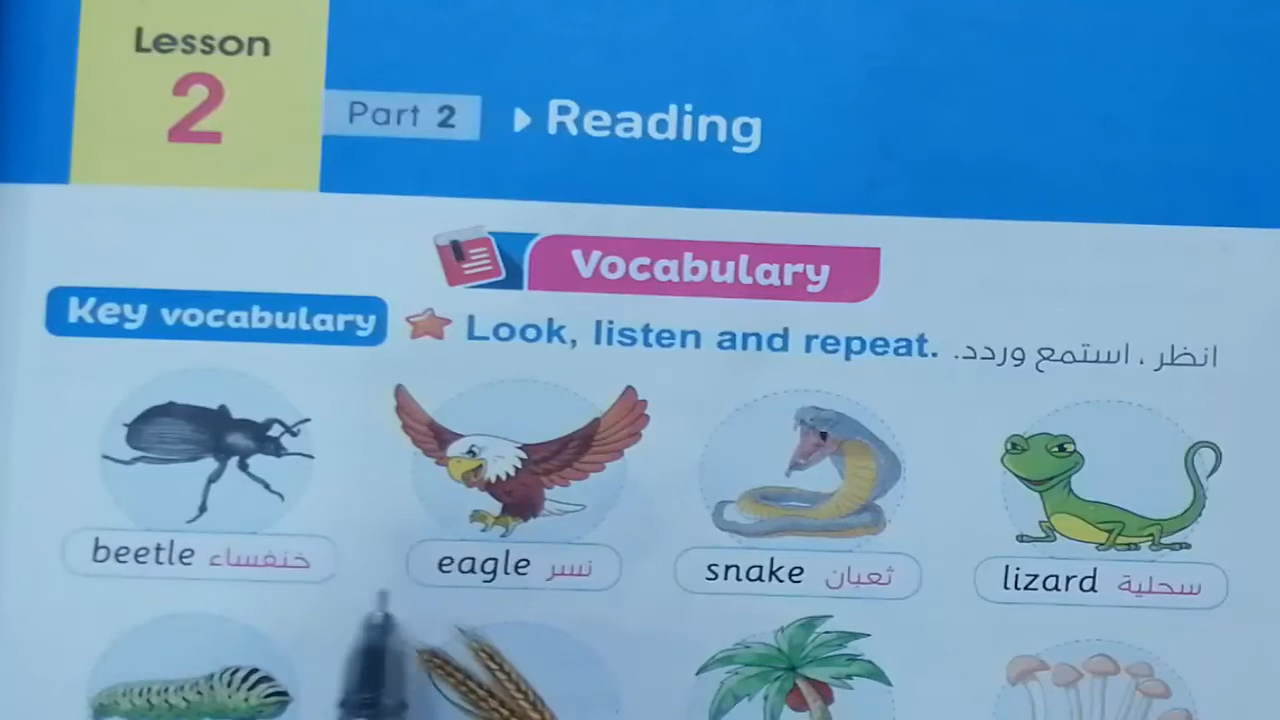 Lesson
2
Part 2
Reading
Vocabulary
Key vocabulary
Look, listen and repeat. انظر ، استمع وردد.
beetle خنفساء
eagle نسر
snake ثعبان
lizard سحلية